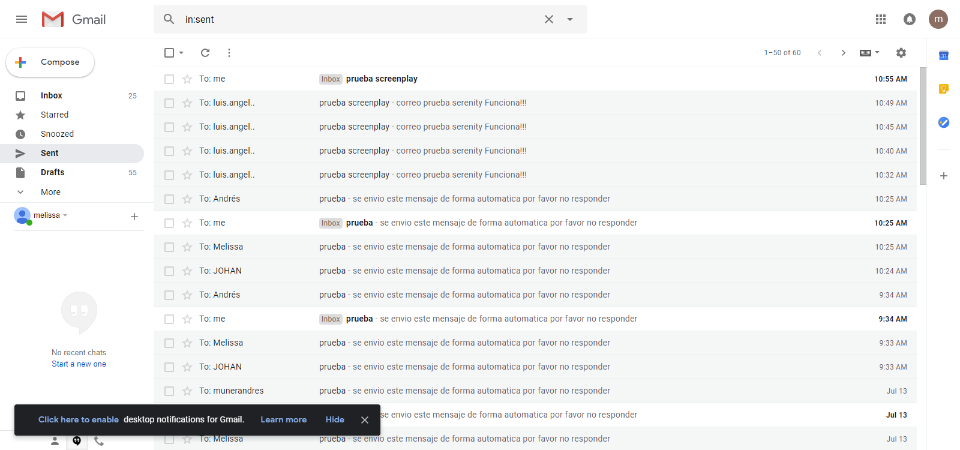 Gmail
in:sent
m
Compose
1–50 of 60
31
Inbox 25
Starred
Snoozed
Sent
Drafts 55
More
melissa
No recent chats
Start a new one
To: me Inbox prueba screenplay 10:55 AM
To: luis.angel.. prueba screenplay - correo prueba serenity Funciona!!! 10:49 AM
To: luis.angel.. prueba screenplay - correo prueba serenity Funciona!!! 10:45 AM
To: luis.angel.. prueba screenplay - correo prueba serenity Funciona!!! 10:40 AM
To: luis.angel.. prueba screenplay - correo prueba serenity Funciona!!! 10:32 AM
To: Andrés prueba - se envio este mensaje de forma automatica por favor no responder 10:25 AM
To: me Inbox prueba - se envio este mensaje de forma automatica por favor no responder 10:25 AM
To: Melissa prueba - se envio este mensaje de forma automatica por favor no responder 10:25 AM
To: JOHAN prueba - se envio este mensaje de forma automatica por favor no responder 10:24 AM
To: Andrés prueba - se envio este mensaje de forma automatica por favor no responder 9:34 AM
To: me Inbox prueba - se envio este mensaje de forma automatica por favor no responder 9:34 AM
To: Melissa prueba - se envio este mensaje de forma automatica por favor no responder 9:33 AM
To: JOHAN prueba - se envio este mensaje de forma automatica por favor no responder 9:33 AM
To: munerandres prueba - se envio este mensaje de forma automatica por favor no responder Jul 13
se envio este mensaje de forma automatica por favor no responder Jul 13
To: Melissa prueba - se envio este mensaje de forma automatica por favor no responder Jul 13
Click here to enable desktop notifications for Gmail. Learn more Hide